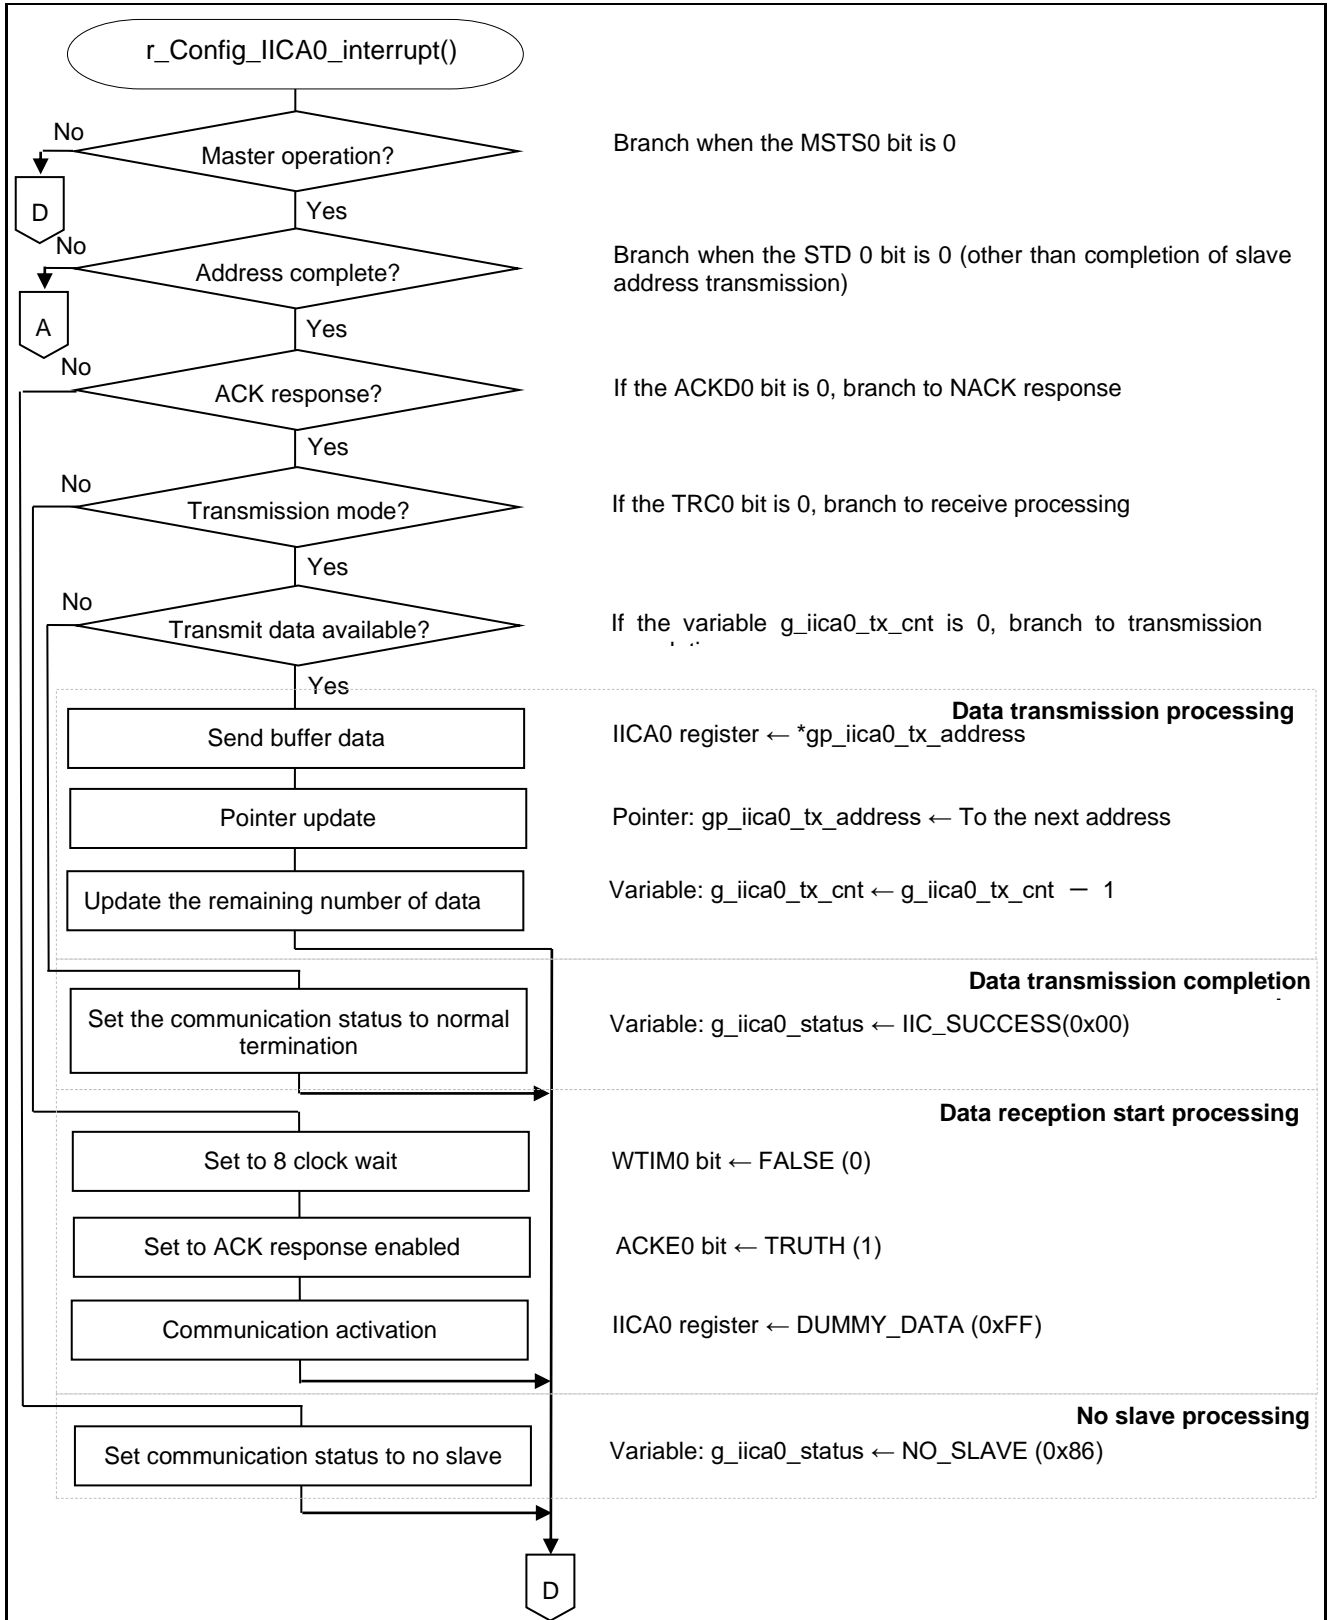 r_Config_IICA0_interrupt()
No
Master operation?
Branch when the MSTS0 bit is 0
D
Yes
No
Address complete?
Branch when the STD 0 bit is 0 (other than completion of slave
address transmission)
A
Yes
No
ACK response?
If the ACKD0 bit is 0, branch to NACK response
Yes
No
Transmission mode?
If the TRC0 bit is 0, branch to receive processing
Yes
No
Transmit data available?
If the variable g_iica0_tx_cnt is 0, branch to transmission
Yes
Data transmission processing
Send buffer data
IICA0 register ← *gp_iica0_tx_address
Pointer update
Pointer: gp_iica0_tx_address ← To the next address
Update the remaining number of data
Variable: g_iica0_tx_cnt ← g_iica0_tx_cnt － 1
Data transmission completion
Set the communication status to normal
termination
Variable: g_iica0_status ← IIC_SUCCESS(0x00)
Data reception start processing
Set to 8 clock wait
WTIM0 bit ← FALSE (0)
Set to ACK response enabled
ACKE0 bit ← TRUTH (1)
Communication activation
IICA0 register ← DUMMY_DATA (0xFF)
No slave processing
Set communication status to no slave
Variable: g_iica0_status ← NO_SLAVE (0x86)
D